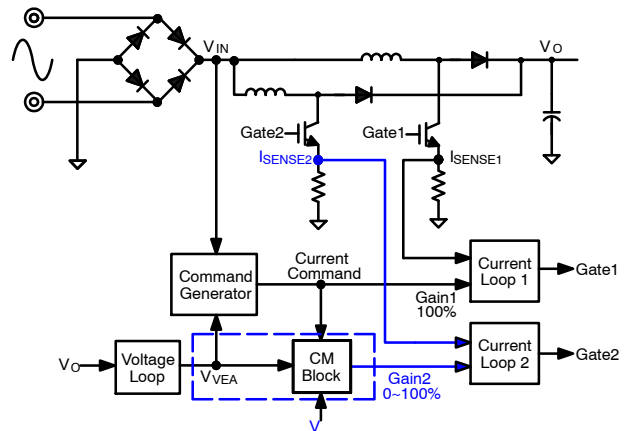 VIN
VO
Gate2
Gate1
ISENSE2
ISENSE1
Command
Generator
Current
Command
Current
Loop 1
Gate1
Gain1
100%
Current
Loop 2
Gate2
VO
Voltage
Loop
VVEA
CM
Block
Gain2
0~100%
V